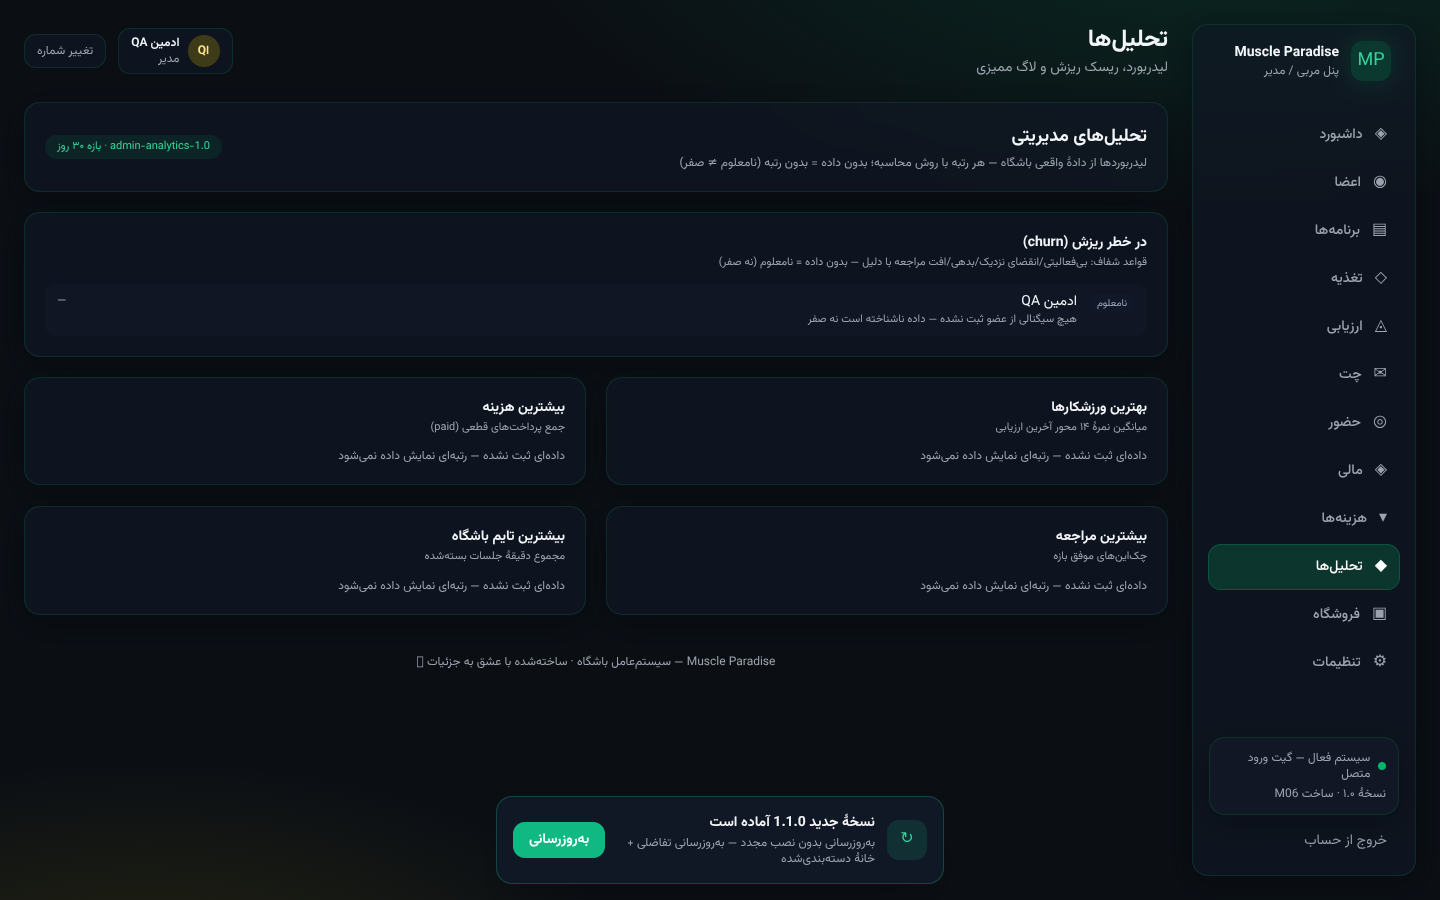 MP
Muscle Paradise
پنل مربی / مدیر
◈ داشبورد
◉ اعضا
▤ برنامه‌ها
◇ تغذیه
◬ ارزیابی
✉ چت
◎ حضور
◈ مالی
▾ هزینه‌ها
◆ تحلیل‌ها
▣ فروشگاه
⚙ تنظیمات
سیستم فعال — گیت ورود
متصل
نسخهٔ ۱.۰ · ساخت M06
خروج از حساب
تحلیل‌ها
لیدربورد، ریسک ریزش و لاگ ممیزی
QI
ادمین QA
مدیر
تغییر شماره
تحلیل‌های مدیریتی
لیدربوردها از دادهٔ واقعی باشگاه — هر رتبه با روش محاسبه؛ بدون داده = بدون رتبه (نامعلوم ≠ صفر)
admin-analytics-1.0 · بازه ۳۰ روز
در خطر ریزش (churn)
قواعد شفاف: بی‌فعالیتی/انقضای نزدیک/بدهی/افت مراجعه با دلیل — بدون داده = نامعلوم (نه صفر)
نامعلوم
ادمین QA
هیچ سیگنالی از عضو ثبت نشده — داده ناشناخته است نه صفر
—
بهترین ورزشکارها
میانگین نمرهٔ ۱۴ محور آخرین ارزیابی
داده‌ای ثبت نشده — رتبه‌ای نمایش داده نمی‌شود
بیشترین هزینه
جمع پرداخت‌های قطعی (paid)
داده‌ای ثبت نشده — رتبه‌ای نمایش داده نمی‌شود
بیشترین مراجعه
چک‌این‌های موفق بازه
داده‌ای ثبت نشده — رتبه‌ای نمایش داده نمی‌شود
بیشترین تایم باشگاه
مجموع دقیقهٔ جلسات بسته‌شده
داده‌ای ثبت نشده — رتبه‌ای نمایش داده نمی‌شود
Muscle Paradise — سیستم‌عامل باشگاه · ساخته‌شده با عشق به جزئیات
↻
نسخهٔ جدید 1.1.0 آماده است
به‌روزرسانی بدون نصب مجدد — به‌روزرسانی تفاضلی +
خانهٔ دسته‌بندی‌شده
به‌روزرسانی